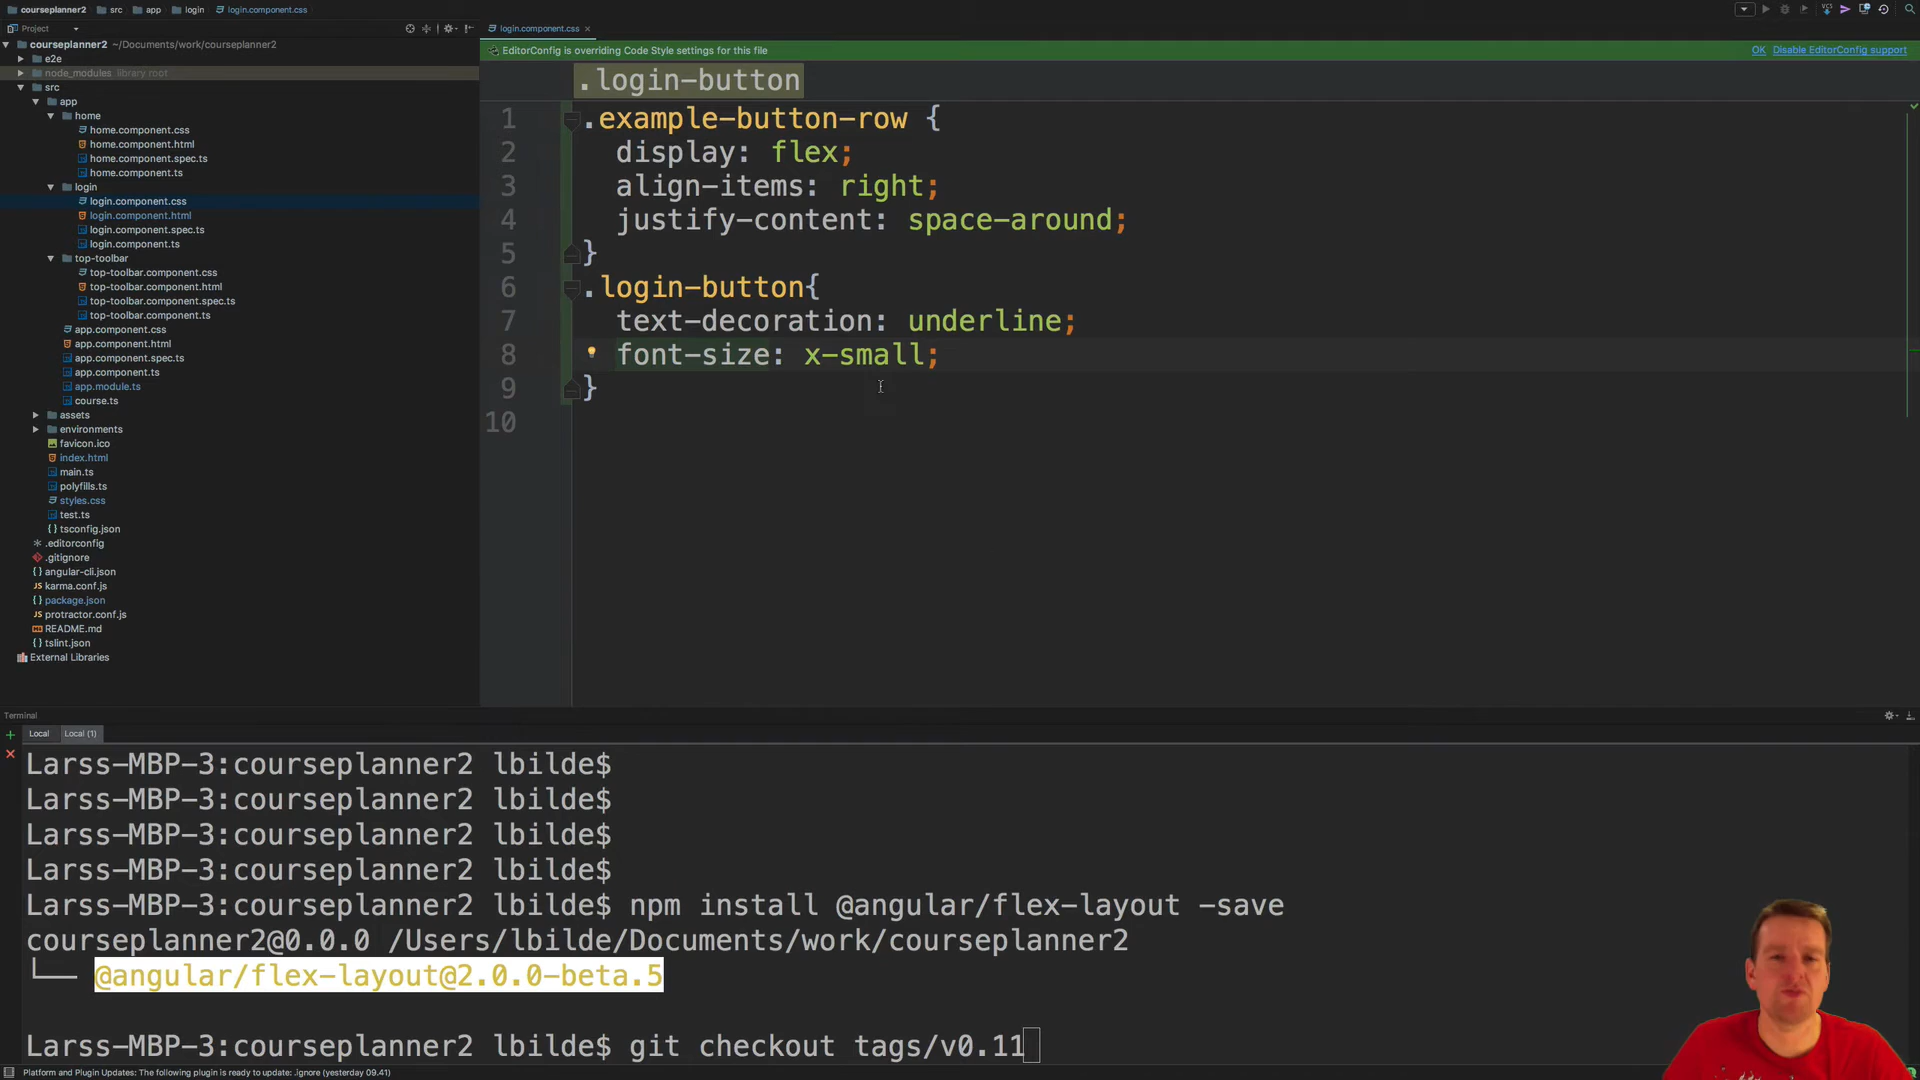 courseplanner2 src app login login.component.css
Project
login.component.css
EditorConfig is overriding Code Style settings for this file
OK Disable EditorConfig support
courseplanner2 ~/Documents/work/courseplanner2
e2e
node_modules library root
src
app
home
home.component.css
home.component.html
home.component.spec.ts
home.component.ts
login
login.component.css
login.component.html
login.component.spec.ts
login.component.ts
top-toolbar
top-toolbar.component.css
top-toolbar.component.html
top-toolbar.component.spec.ts
top-toolbar.component.ts
app.component.css
app.component.html
app.component.spec.ts
app.component.ts
app.module.ts
course.ts
assets
environments
favicon.ico
index.html
main.ts
polyfills.ts
styles.css
test.ts
tsconfig.json
.editorconfig
.gitignore
angular-cli.json
karma.conf.js
package.json
protractor.conf.js
README.md
tslint.json
External Libraries
.login-button
1 .example-button-row {
2 display: flex;
3 align-items: right;
4 justify-content: space-around;
5 }
6 .login-button{
7 text-decoration: underline;
8 font-size: x-small;
9 }
10
Terminal
Local Local (1)
Larss-MBP-3:courseplanner2 lbilde$
Larss-MBP-3:courseplanner2 lbilde$
Larss-MBP-3:courseplanner2 lbilde$
Larss-MBP-3:courseplanner2 lbilde$
Larss-MBP-3:courseplanner2 lbilde$ npm install @angular/flex-layout -save
courseplanner2@0.0.0 /Users/lbilde/Documents/work/courseplanner2
└── @angular/flex-layout@2.0.0-beta.5
Larss-MBP-3:courseplanner2 lbilde$ git checkout tags/v0.11
Platform and Plugin Updates: The following plugin is ready to update: .ignore (yesterday 09.41)